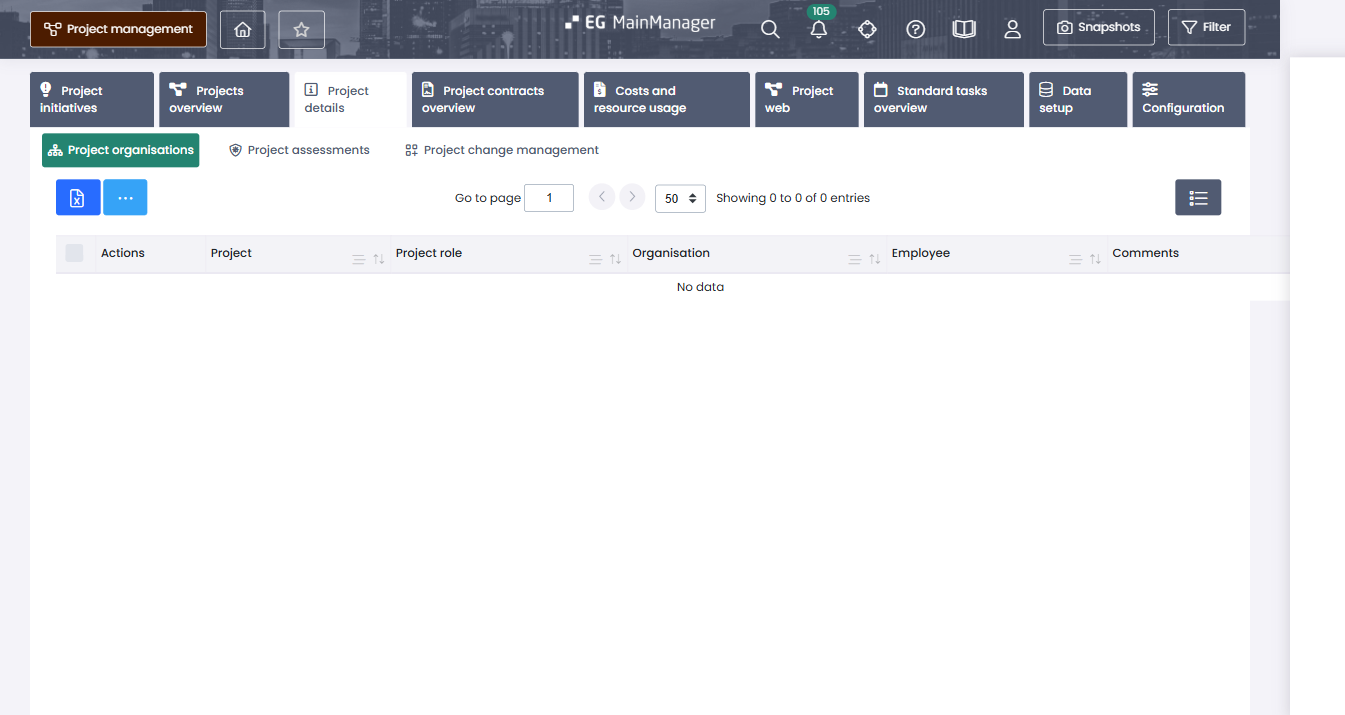 Project management
105
EG MainManager
Snapshots
Filter
Project
initiatives
Projects
overview
Project
details
Project contracts
overview
Costs and
resource usage
Project
web
Standard tasks
overview
Data
setup
Configuration
Project organisations
Project assessments
Project change management
Go to page 1
50
Showing 0 to 0 of 0 entries
Actions
Project
Project role
Organisation
Employee
Comments
No data